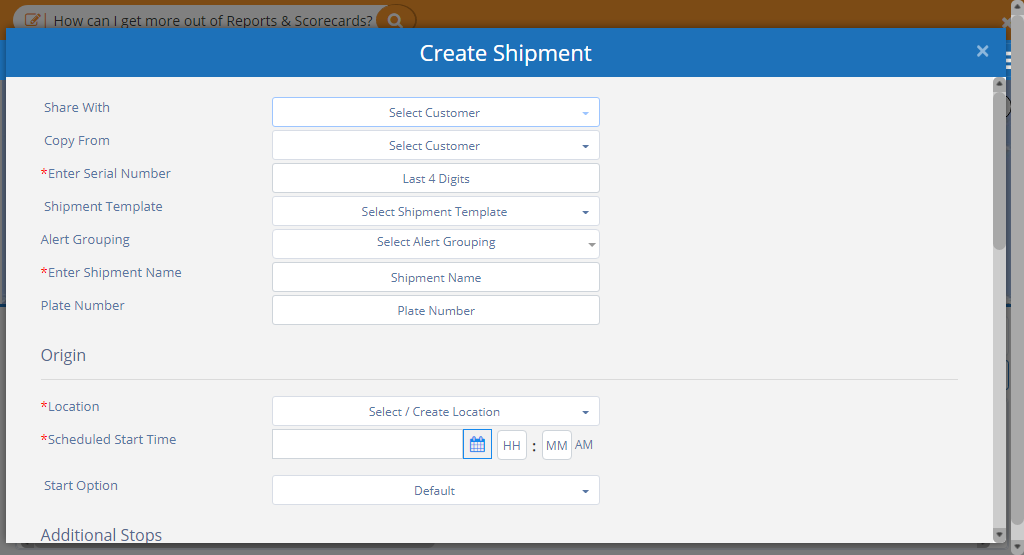 How can I get more out of Reports & Scorecards?
Create Shipment ×
Share With Select Customer
Copy From Select Customer
*Enter Serial Number Last 4 Digits
Shipment Template Select Shipment Template
Alert Grouping Select Alert Grouping
*Enter Shipment Name Shipment Name
Plate Number Plate Number
Origin
*Location Select / Create Location
*Scheduled Start Time HH : MM AM
Start Option Default
Additional Stops